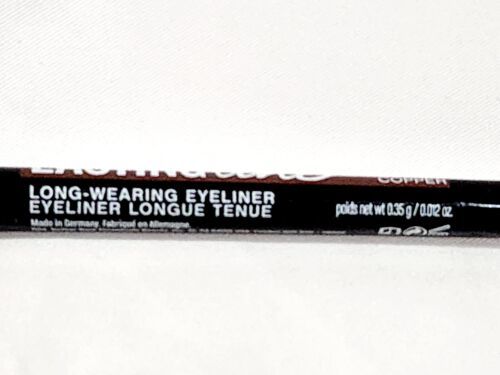 COPPER
LONG-WEARING EYELINER
EYELINER LONGUE TENUE
poids net wt 0.35 g / 0.012 oz.
Made in Germany. Fabriqué en Allemagne.